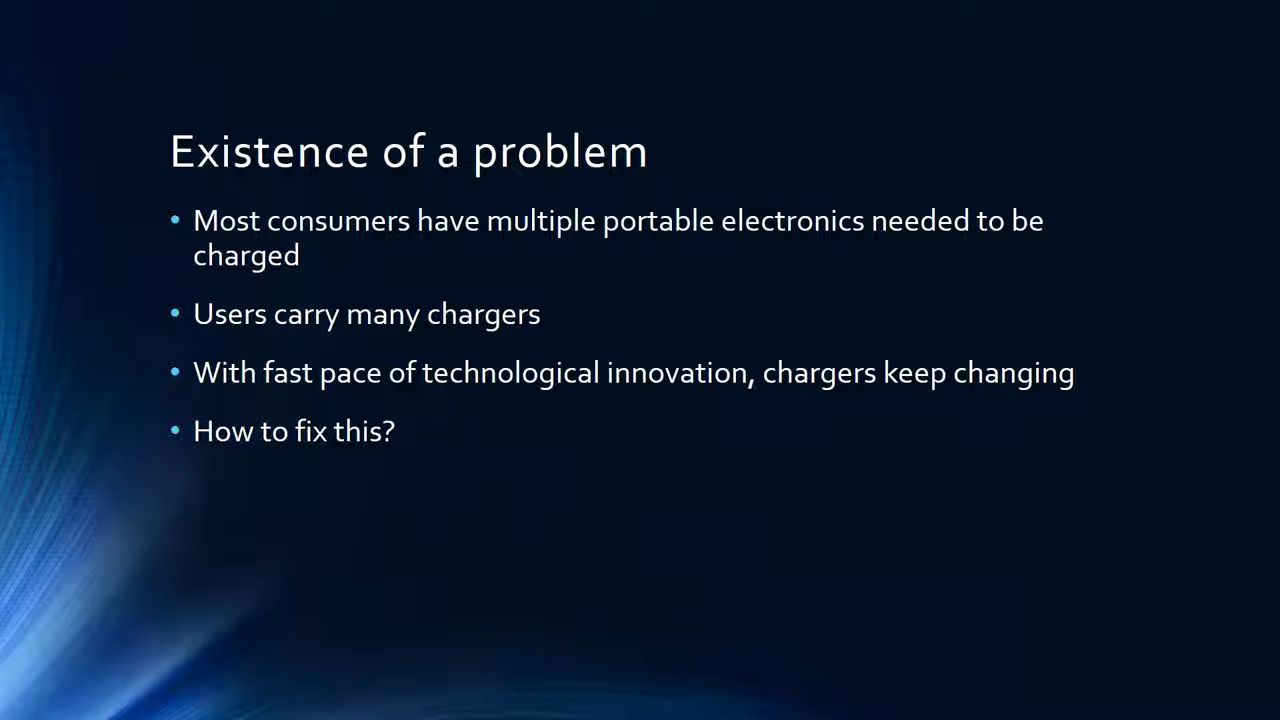 Existence of a problem
• Most consumers have multiple portable electronics needed to be
charged
• Users carry many chargers
• With fast pace of technological innovation, chargers keep changing
• How to fix this?